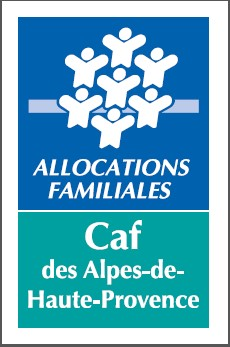 ALLOCATIONS
FAMILIALES
Caf
des Alpes-de-
Haute-Provence